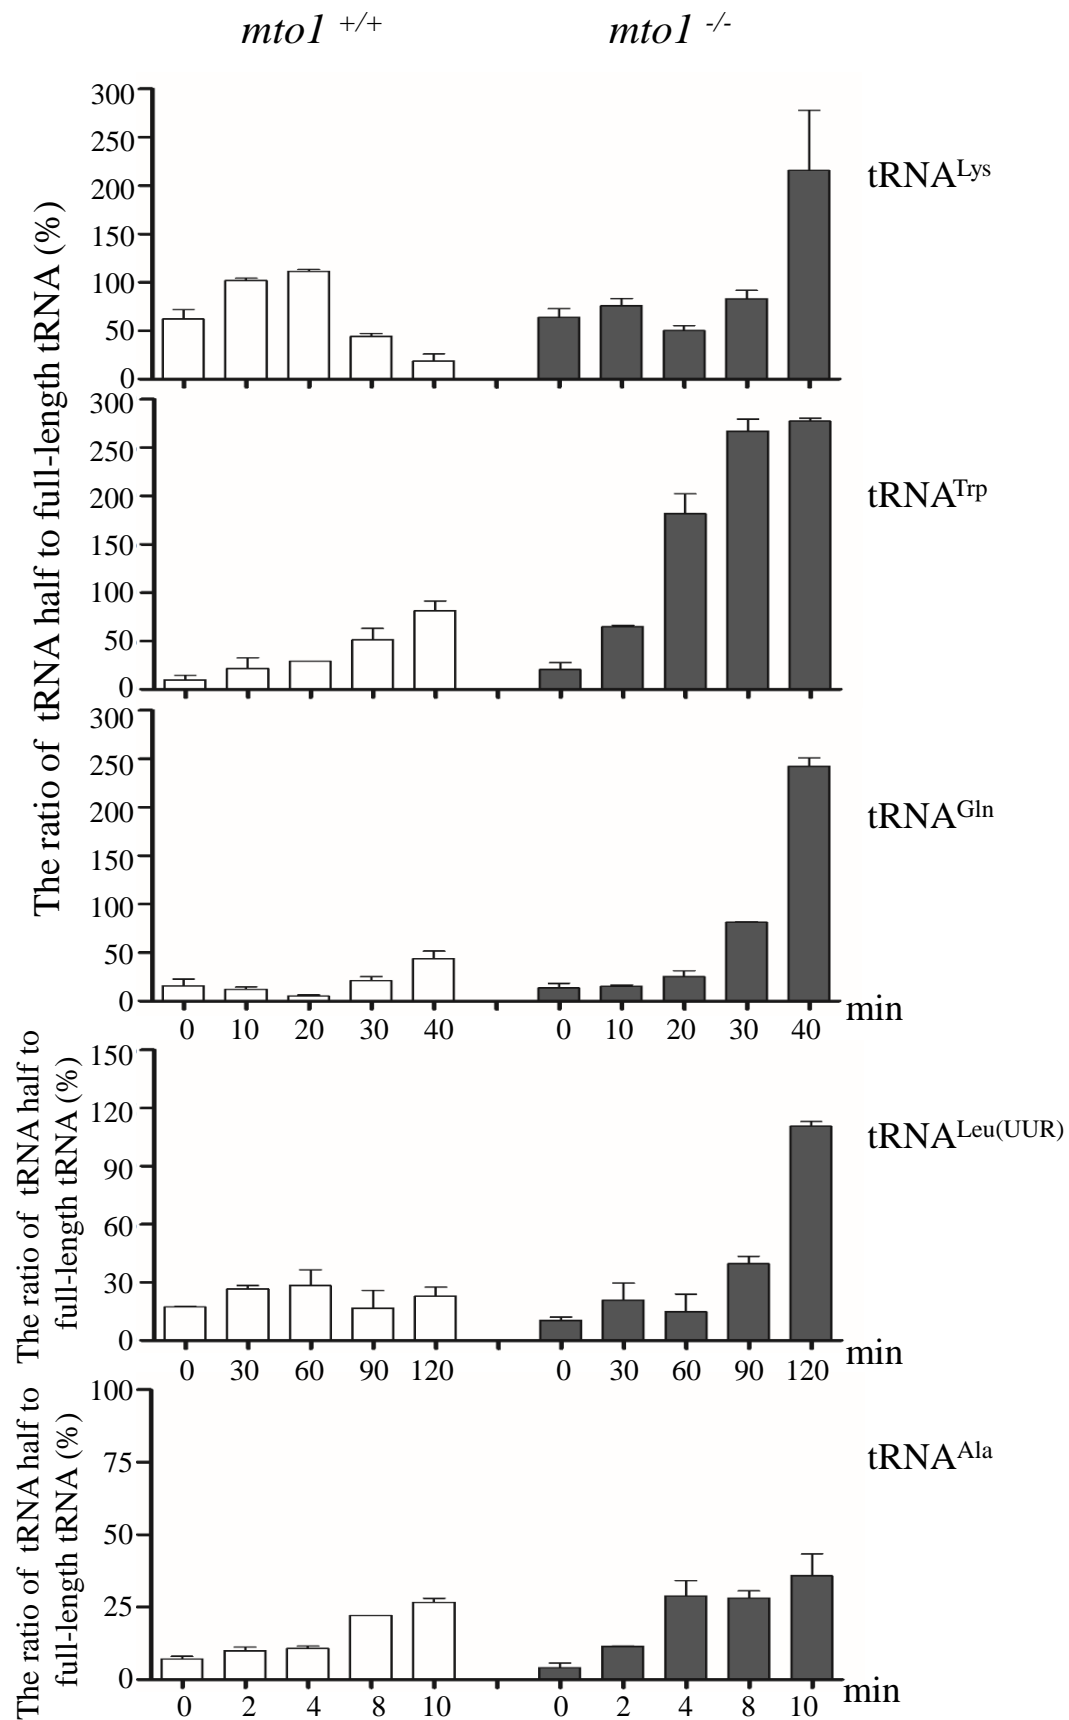 mto1 +/+ mto1 -/-
The ratio of tRNA half to full-length tRNA (%)
300
250
200
150
100
50
0
tRNALys
300
250
200
150
100
50
0
tRNATrp
300
250
200
150
100
50
0
tRNAGln
0 10 20 30 40 0 10 20 30 40 min
The ratio of tRNA half to
full-length tRNA (%)
150
120
90
60
30
0
tRNALeu(UUR)
0 30 60 90 120 0 30 60 90 120 min
The ratio of tRNA half to
full-length tRNA (%)
100
75
50
25
0
tRNAAla
0 2 4 8 10 0 2 4 8 10 min